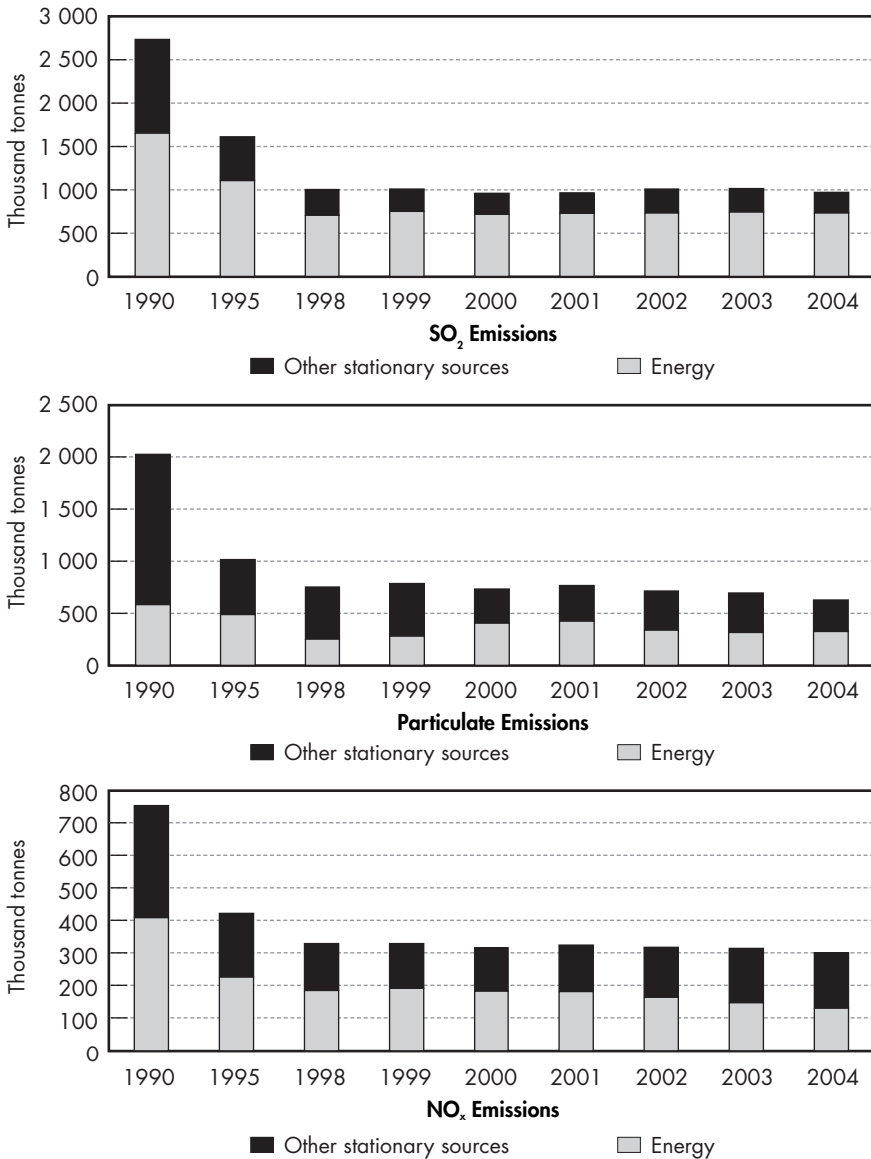 Thousand tonnes
3 000
2 500
2 000
1 500
1 000
500
0
1990 1995 1998 1999 2000 2001 2002 2003 2004
SO₂ Emissions
Other stationary sources Energy
Thousand tonnes
2 500
2 000
1 500
1 000
500
0
1990 1995 1998 1999 2000 2001 2002 2003 2004
Particulate Emissions
Other stationary sources Energy
Thousand tonnes
800
700
600
500
400
300
200
100
0
1990 1995 1998 1999 2000 2001 2002 2003 2004
NOₓ Emissions
Other stationary sources Energy